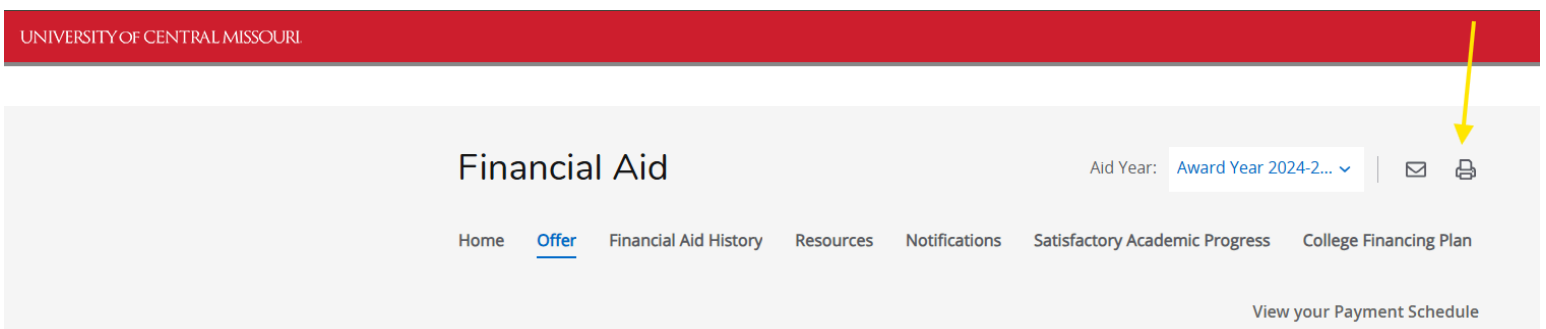 UNIVERSITY OF CENTRAL MISSOURI.
Financial Aid
Aid Year: Award Year 2024-2...
Home Offer Financial Aid History Resources Notifications Satisfactory Academic Progress College Financing Plan
View your Payment Schedule